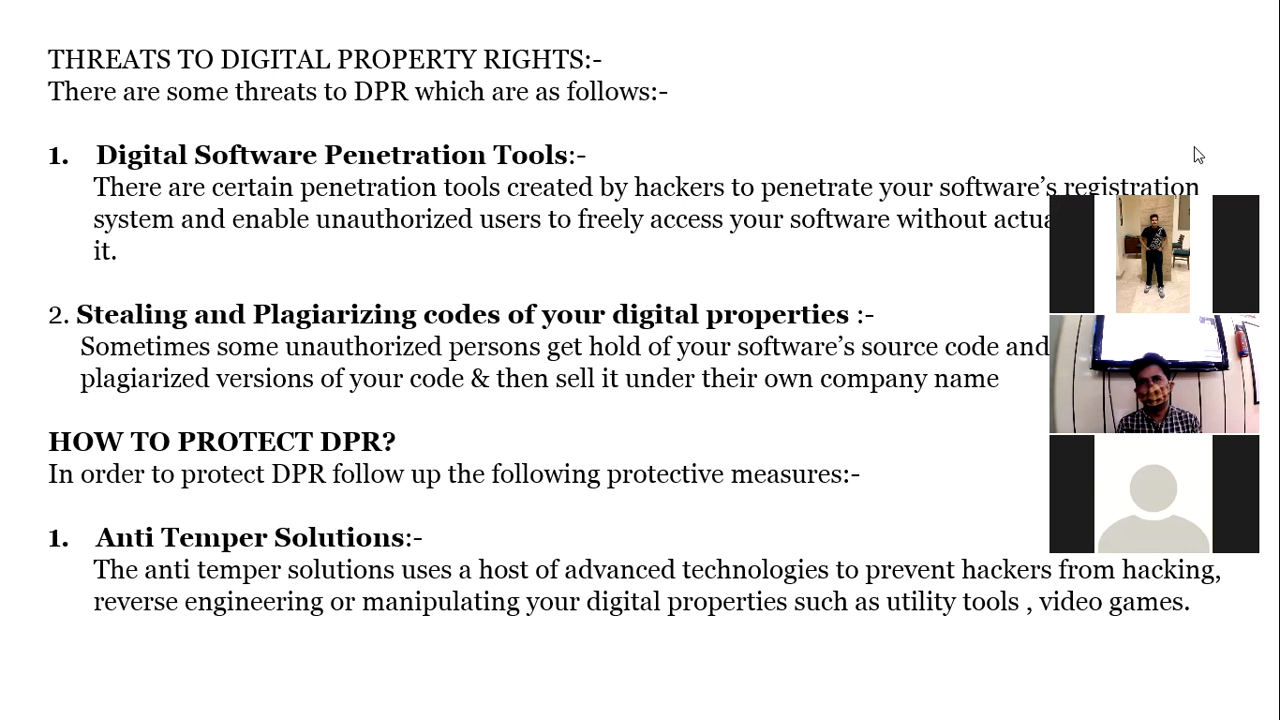 THREATS TO DIGITAL PROPERTY RIGHTS:-
There are some threats to DPR which are as follows:-
1. Digital Software Penetration Tools:-
There are certain penetration tools created by hackers to penetrate your software’s registration
system and enable unauthorized users to freely access your software without
it.
2. Stealing and Plagiarizing codes of your digital properties :-
Sometimes some unauthorized persons get hold of your software’s source code and
plagiarized versions of your code & then sell it under their own company name
HOW TO PROTECT DPR?
In order to protect DPR follow up the following protective measures:-
1. Anti Temper Solutions:-
The anti temper solutions uses a host of advanced technologies to prevent hackers from hacking,
reverse engineering or manipulating your digital properties such as utility tools , video games.